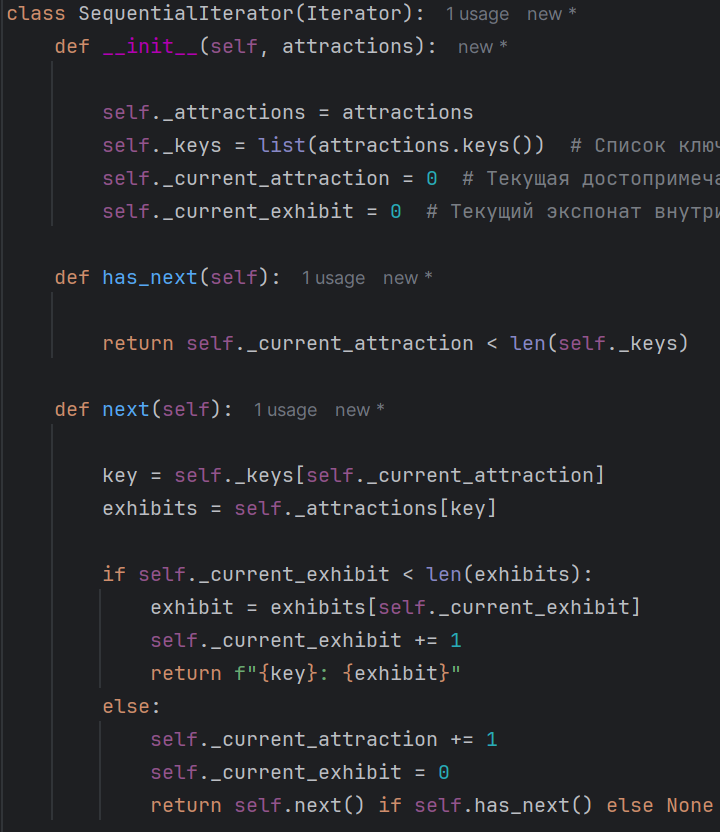 class SequentialIterator(Iterator): 1 usage new *
def __init__(self, attractions): new *
self._attractions = attractions
self._keys = list(attractions.keys()) # Список
self._current_attraction = 0 # Текущая
self._current_exhibit = 0 # Текущий экспонат внутри
def has_next(self): 1 usage new *
return self._current_attraction < len(self._keys)
def next(self): 1 usage new *
key = self._keys[self._current_attraction]
exhibits = self._attractions[key]
if self._current_exhibit < len(exhibits):
exhibit = exhibits[self._current_exhibit]
self._current_exhibit += 1
return f"{key}: {exhibit}"
else:
self._current_attraction += 1
self._current_exhibit = 0
return self.next() if self.has_next() else None